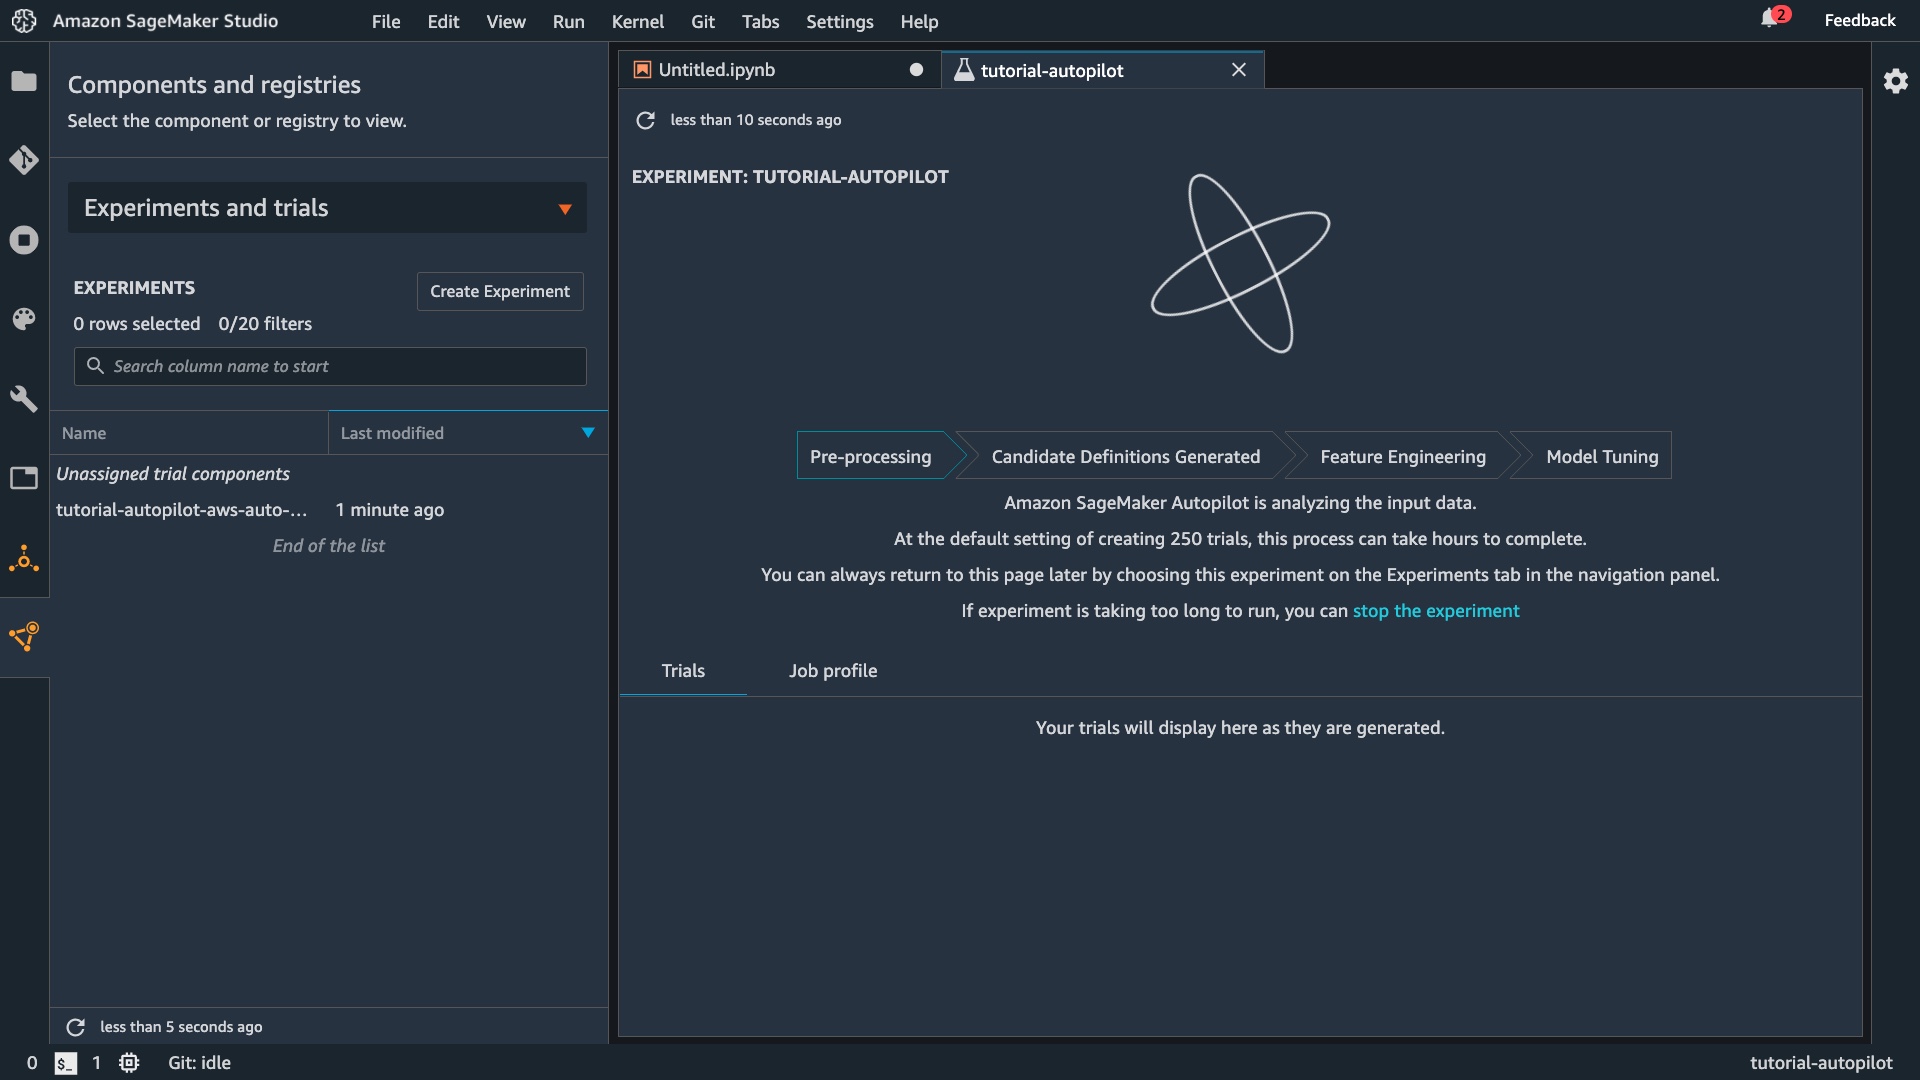 Amazon SageMaker Studio
File Edit View Run Kernel Git Tabs Settings Help
2
Feedback
Components and registries
Select the component or registry to view.
Experiments and trials
EXPERIMENTS
Create Experiment
0 rows selected 0/20 filters
Search column name to start
Name Last modified
Unassigned trial components
tutorial-autopilot-aws-auto-... 1 minute ago
End of the list
less than 5 seconds ago
Untitled.ipynb
tutorial-autopilot
less than 10 seconds ago
EXPERIMENT: TUTORIAL-AUTOPILOT
Pre-processing Candidate Definitions Generated Feature Engineering Model Tuning
Amazon SageMaker Autopilot is analyzing the input data.
At the default setting of creating 250 trials, this process can take hours to complete.
You can always return to this page later by choosing this experiment on the Experiments tab in the navigation panel.
If experiment is taking too long to run, you can stop the experiment
Trials Job profile
Your trials will display here as they are generated.
0 $_ 1 Git: idle
tutorial-autopilot